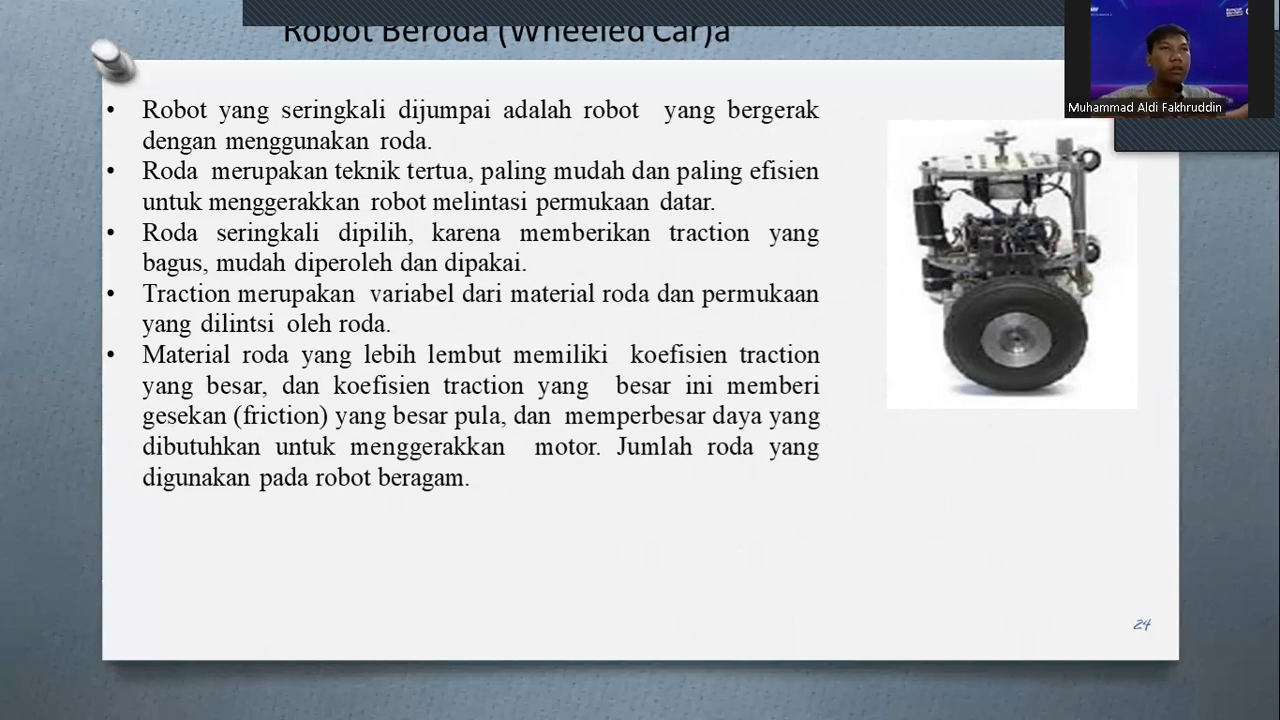 Robot Beroda (Wheeled Car)a
Muhammad Aldi Fakhruddin
• Robot yang seringkali dijumpai adalah robot yang bergerak
dengan menggunakan roda.
• Roda merupakan teknik tertua, paling mudah dan paling efisien
untuk menggerakkan robot melintasi permukaan datar.
• Roda seringkali dipilih, karena memberikan traction yang
bagus, mudah diperoleh dan dipakai.
• Traction merupakan variabel dari material roda dan permukaan
yang dilintsi oleh roda.
• Material roda yang lebih lembut memiliki koefisien traction
yang besar, dan koefisien traction yang besar ini memberi
gesekan (friction) yang besar pula, dan memperbesar daya yang
dibutuhkan untuk menggerakkan motor. Jumlah roda yang
digunakan pada robot beragam.
24